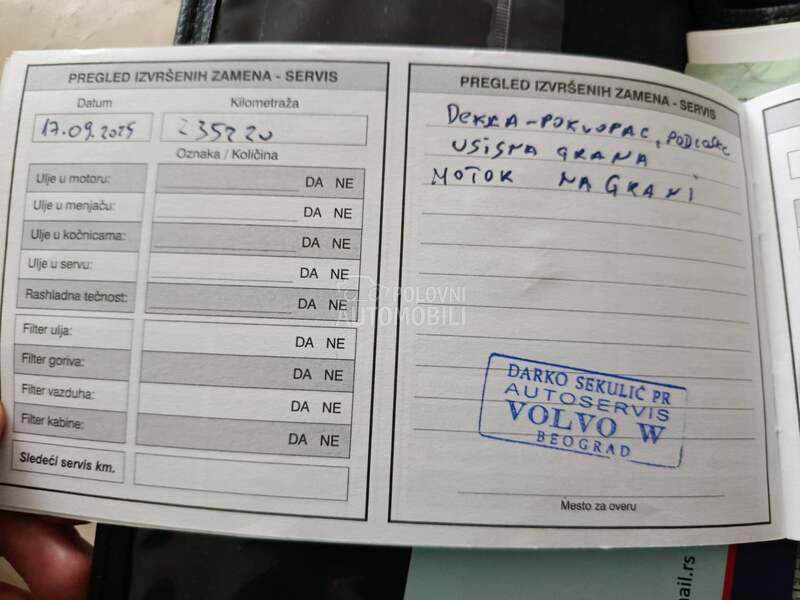 PREGLED IZVRŠENIH ZAMENA - SERVIS
Datum
Kilometraža
17.09.2025
235220
Oznaka / Količina
Ulje u motoru:
DA NE
Ulje u menjaču:
DA NE
Ulje u kočnicama:
DA NE
Ulje u servu:
DA NE
Rashladna tečnost:
DA NE
Filter ulja:
DA NE
Filter goriva:
DA NE
Filter vazduha:
DA NE
Filter kabine:
DA NE
Sledeći servis km.
PREGLED IZVRŠENIH ZAMENA - SERVIS
POKLOPAC,
USISNA GRANA
MOTOR NA GRANI
POLOVNI
AUTOMOBILI
DARKO SEKULIĆ PR
AUTOSERVIS
VOLVO W
BEOGRAD
Mesto za overu
ail.rs